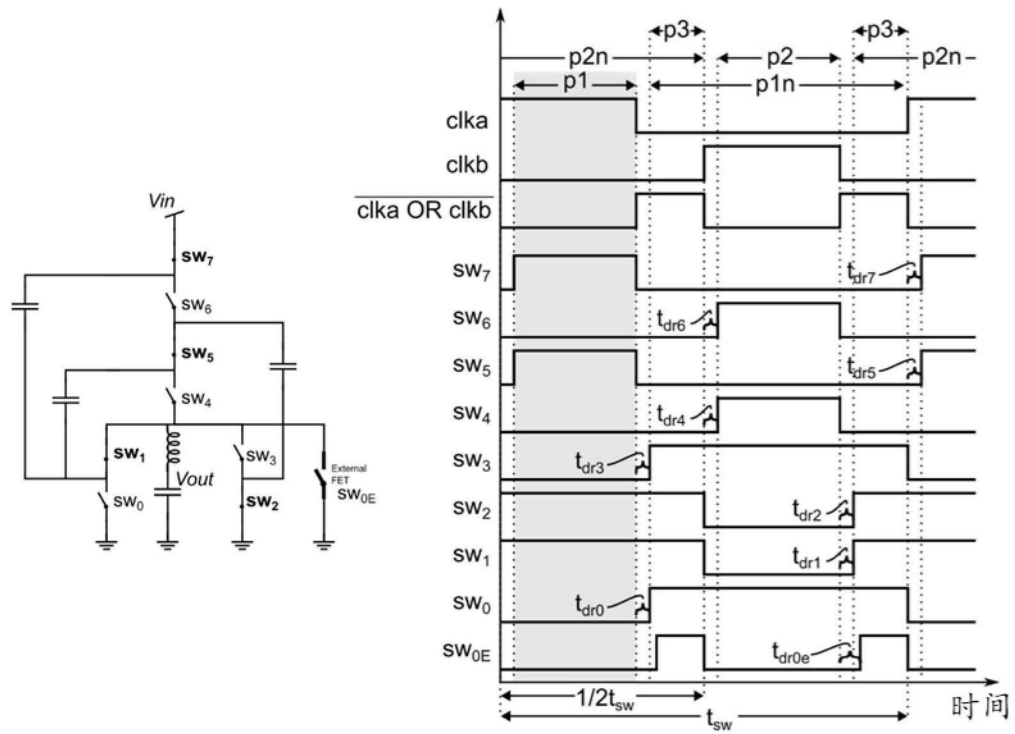 Vin
SW7
SW6
SW5
SW4
SW1
SW0
Vout
SW3
SW2
External
FET
SW0E
p3
p3
p2n
p2
p2n
p1
p1n
clka
clkb
clka OR clkb
SW7
tdr7
SW6
tdr6
SW5
tdr5
SW4
tdr4
SW3
tdr3
SW2
tdr2
SW1
tdr1
SW0
tdr0
SW0E
tdr0e
1/2tsw
tsw
时间